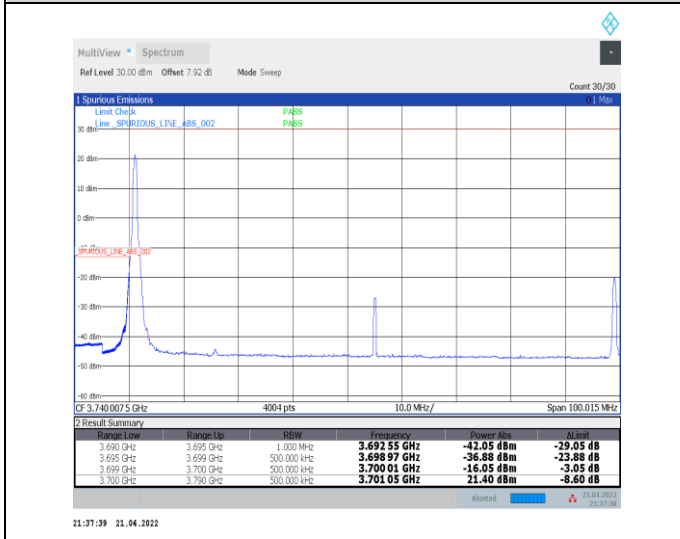 MultiView Spectrum
Ref Level 30.00 dBm Offset 7.92 dB Mode Sweep
Count 30/30
1 Spurious Emissions 1 Max
Limit Check PASS
Line _SPURIOUS_LINE_ABS_002 PASS
30 dBm
20 dBm
10 dBm
0 dBm
_SPURIOUS_LINE_ABS_002
-20 dBm
-30 dBm
-40 dBm
-50 dBm
-60 dBm
CF 3.740 007 5 GHz 4004 pts 10.0 MHz/ Span 100.015 MHz
2 Result Summary
Range Low Range Up RBW Frequency Power Abs ΔLimit
3.690 GHz 3.695 GHz 1.000 MHz 3.692 55 GHz -42.05 dBm -29.05 dB
3.695 GHz 3.699 GHz 500.000 kHz 3.698 97 GHz -36.88 dBm -23.88 dB
3.699 GHz 3.700 GHz 500.000 kHz 3.700 01 GHz -16.05 dBm -3.05 dB
3.700 GHz 3.790 GHz 500.000 kHz 3.701 05 GHz 21.40 dBm -8.60 dB
Aborted 21.04.2022
21:37:38
21:37:39 21.04.2022